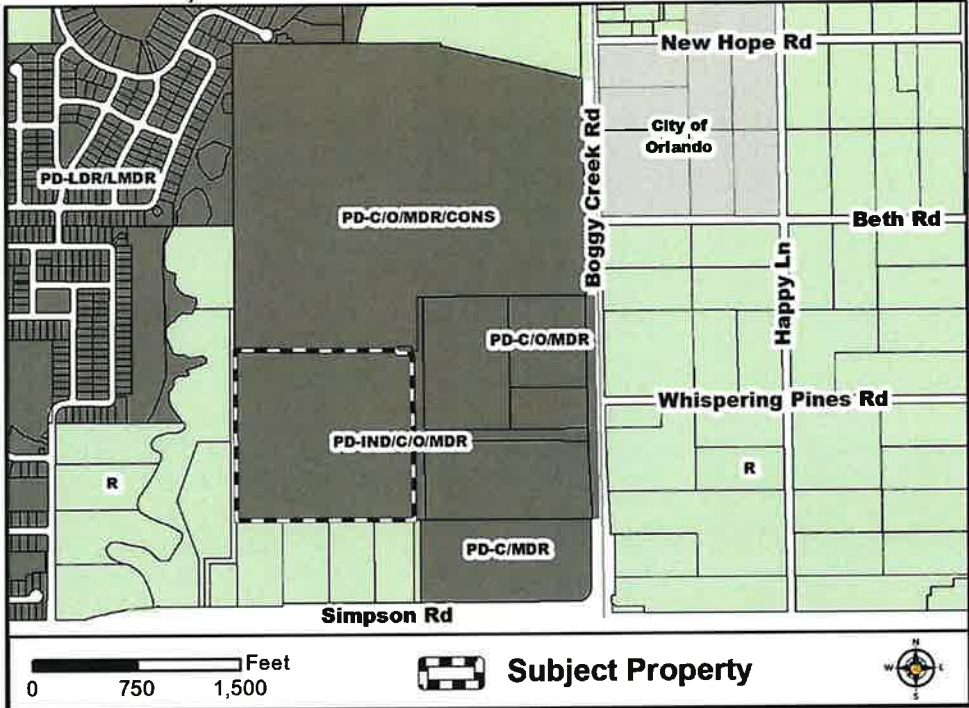 New Hope Rd
City of
Orlando
Boggy Creek Rd
PD-LDR/LMDR
PD-C/O/MDR/CONS
Beth Rd
Happy Ln
PD-C/O/MDR
Whispering Pines Rd
PD-IND/C/O/MDR
R
R
PD-C/MDR
Simpson Rd
Feet
0 750 1,500
Subject Property
N
W
S